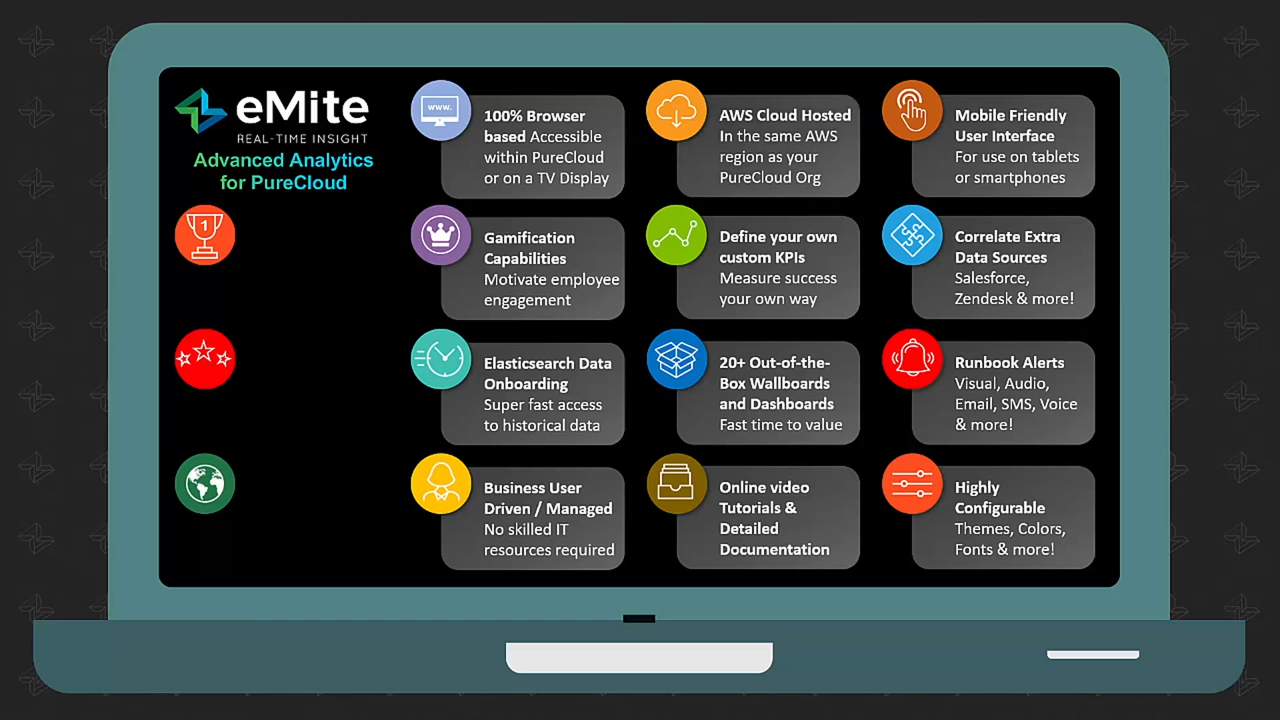 eMite
REAL-TIME INSIGHT
Advanced Analytics
for PureCloud
www.
100% Browser
based Accessible
within PureCloud
or on a TV Display
AWS Cloud Hosted
In the same AWS
region as your
PureCloud Org
Mobile Friendly
User Interface
For use on tablets
or smartphones
1
Gamification
Capabilities
Motivate employee
engagement
Define your own
custom KPIs
Measure success
your own way
Correlate Extra
Data Sources
Salesforce,
Zendesk & more!
Elasticsearch Data
Onboarding
Super fast access
to historical data
20+ Out-of-the-
Box Wallboards
and Dashboards
Fast time to value
Runbook Alerts
Visual, Audio,
Email, SMS, Voice
& more!
Business User
Driven / Managed
No skilled IT
resources required
Online video
Tutorials &
Detailed
Documentation
Highly
Configurable
Themes, Colors,
Fonts & more!